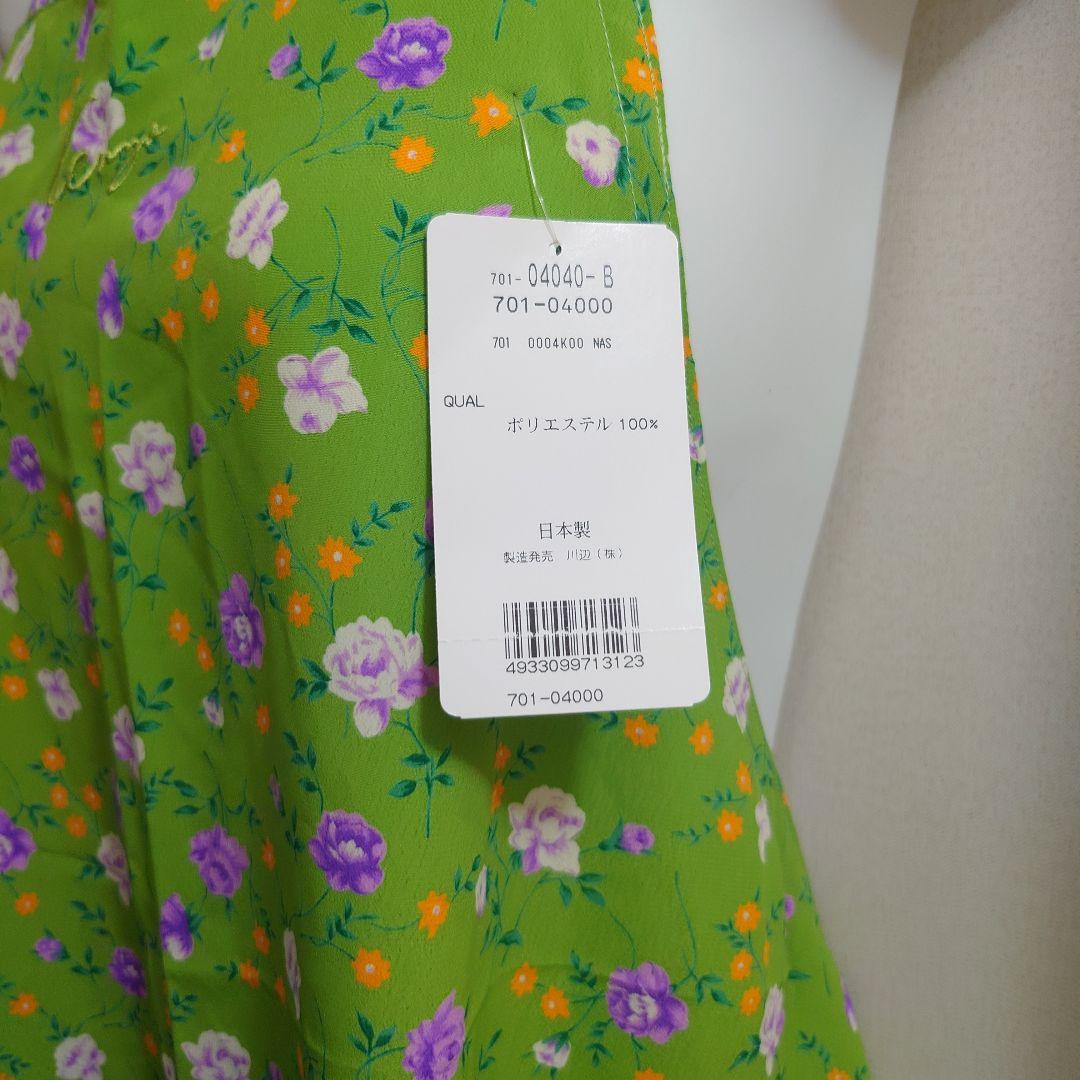 701- 04040- B
701-04000
701 0004K00 NAS
QUAL
ポリエステル 100%
日本製
製造発売 川辺(株)
4933099713123
701-04000